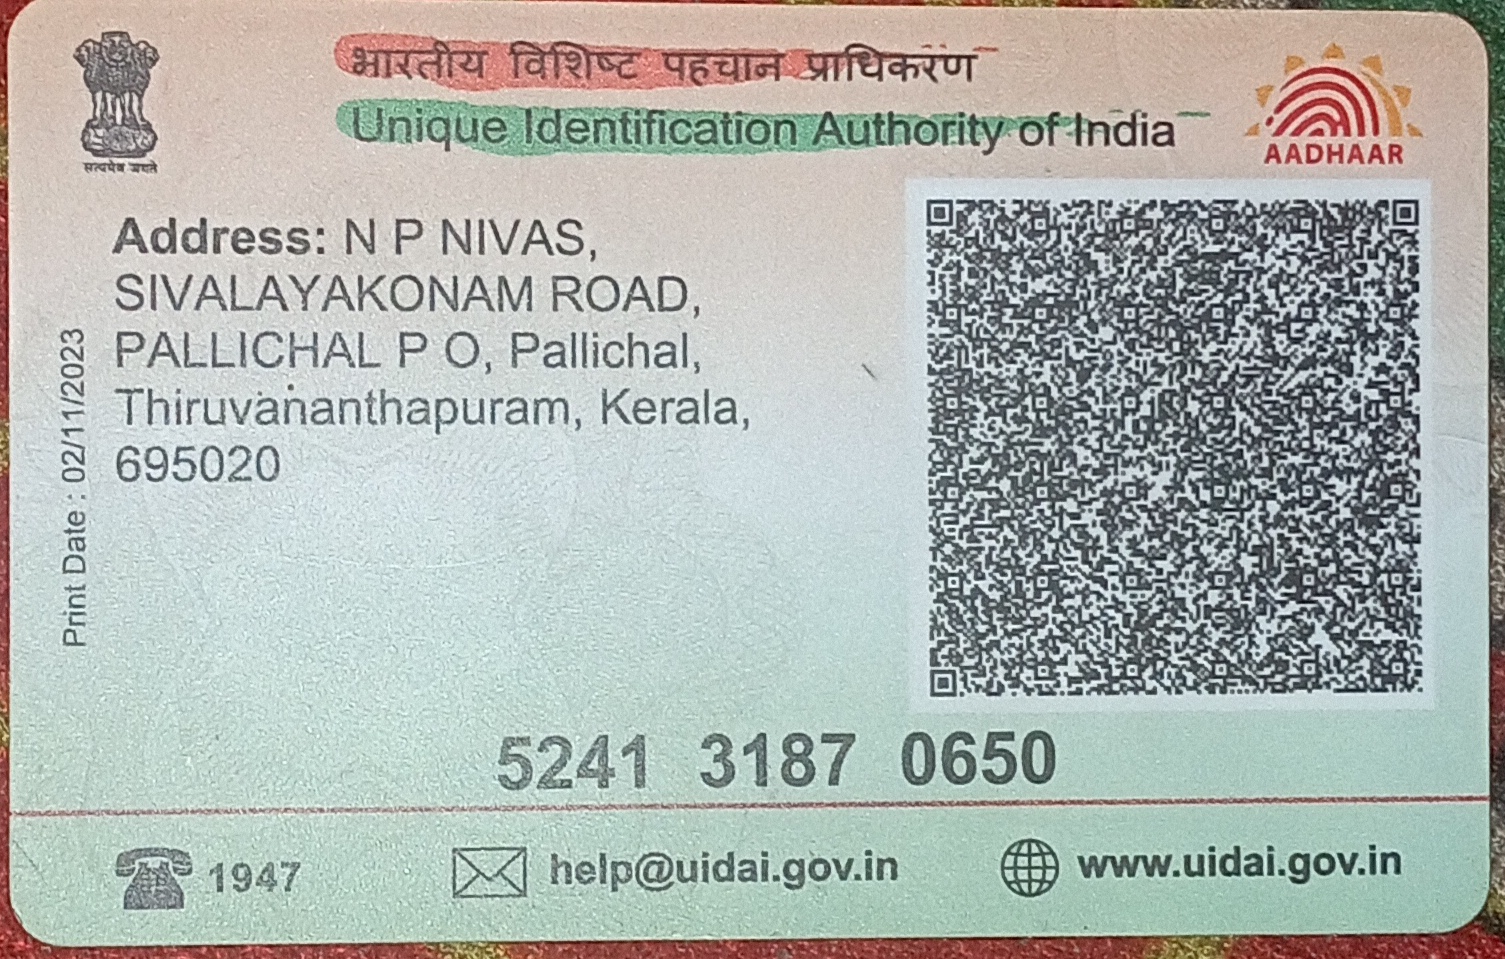 भारतीय विशिष्ट पहचान प्राधिकरण
Unique Identification Authority of India
सत्यमेव जयते
AADHAAR
Address: N P NIVAS,
SIVALAYAKONAM ROAD,
PALLICHAL P O, Pallichal,
Thiruvananthapuram, Kerala,
695020
Print Date : 02/11/2023
5241 3187 0650
1947
help@uidai.gov.in
www.uidai.gov.in